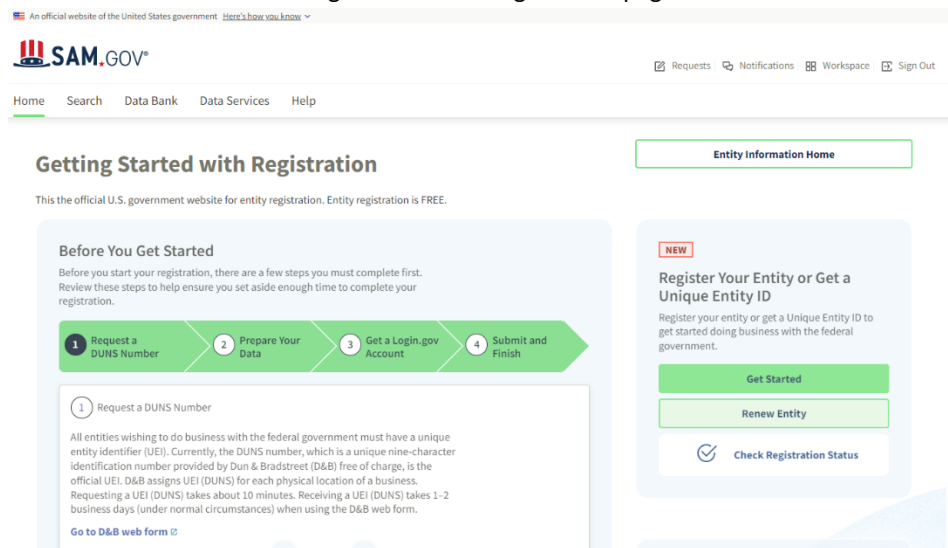 An official website of the United States government Here's how you know
SAM.GOV®
Requests Notifications Workspace Sign Out
Home Search Data Bank Data Services Help
Getting Started with Registration
Entity Information Home
This the official U.S. government website for entity registration. Entity registration is FREE.
Before You Get Started
Before you start your registration, there are a few steps you must complete first.
Review these steps to help ensure you set aside enough time to complete your
registration.
1 Request a
DUNS Number
2 Prepare Your
Data
3 Get a Login.gov
Account
4 Submit and
Finish
1 Request a DUNS Number
All entities wishing to do business with the federal government must have a unique
entity identifier (UEI). Currently, the DUNS number, which is a unique nine-character
identification number provided by Dun & Bradstreet (D&B) free of charge, is the
official UEI. D&B assigns UEI (DUNS) for each physical location of a business.
Requesting a UEI (DUNS) takes about 10 minutes. Receiving a UEI (DUNS) takes 1–2
business days (under normal circumstances) when using the D&B web form.
Go to D&B web form
NEW
Register Your Entity or Get a
Unique Entity ID
Register your entity or get a Unique Entity ID to
get started doing business with the federal
government.
Get Started
Renew Entity
Check Registration Status